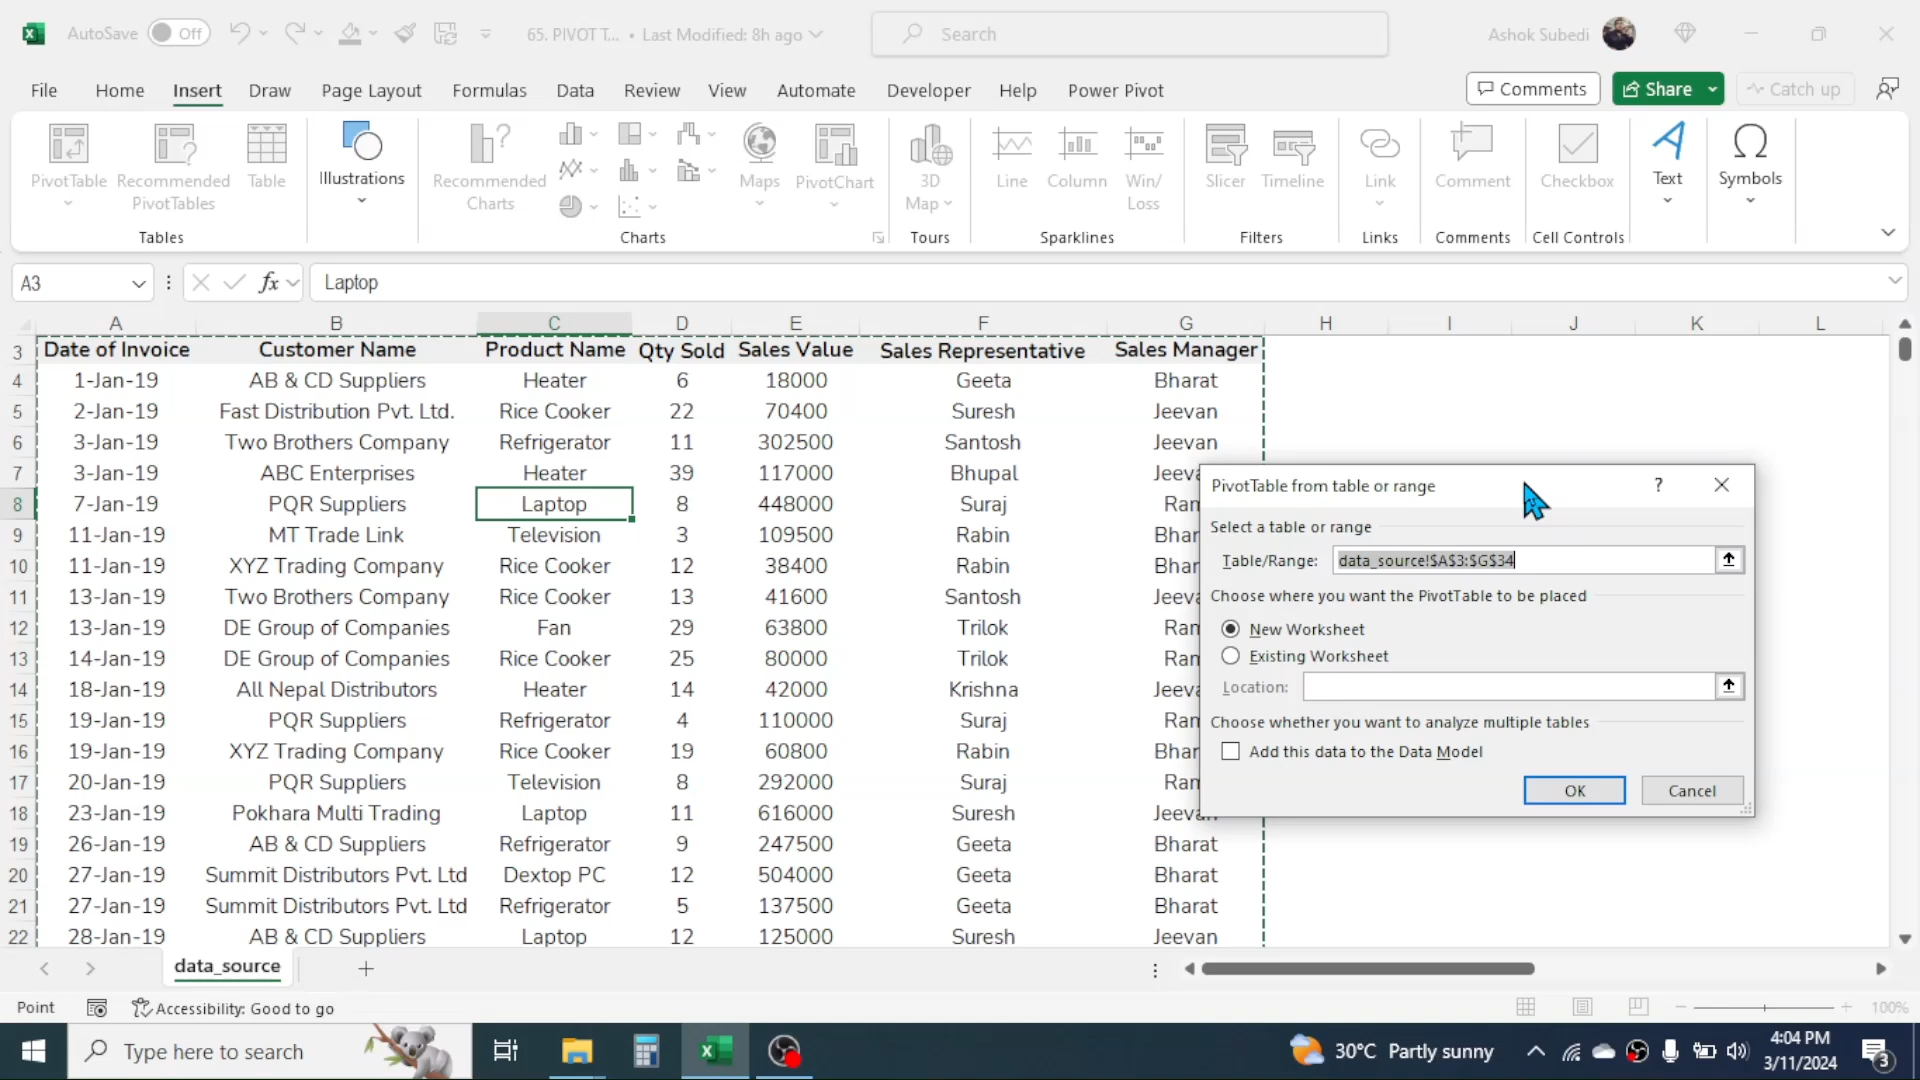 AutoSave Off 65. PIVOT T... • Last Modified: 8h ago Search Ashok Subedi
File Home Insert Draw Page Layout Formulas Data Review View Automate Developer Help Power Pivot Comments Share Catch up
PivotTable Recommended PivotTables Table Illustrations Recommended Charts Maps PivotChart 3D Map Line Column Win/Loss Slicer Timeline Link Comment Checkbox Text Symbols
Tables Charts Tours Sparklines Filters Links Comments Cell Controls
A3 fx Laptop
A B C D E F G H I J K L
3 Date of Invoice Customer Name Product Name Qty Sold Sales Value Sales Representative Sales Manager
4 1-Jan-19 AB & CD Suppliers Heater 6 18000 Geeta Bharat
5 2-Jan-19 Fast Distribution Pvt. Ltd. Rice Cooker 22 70400 Suresh Jeevan
6 3-Jan-19 Two Brothers Company Refrigerator 11 302500 Santosh Jeevan
7 3-Jan-19 ABC Enterprises Heater 39 117000 Bhupal Jeeva
8 7-Jan-19 PQR Suppliers Laptop 8 448000 Suraj Ram
9 11-Jan-19 MT Trade Link Television 3 109500 Rabin Bhar
10 11-Jan-19 XYZ Trading Company Rice Cooker 12 38400 Rabin Bhar
11 13-Jan-19 Two Brothers Company Rice Cooker 13 41600 Santosh Jeeva
12 13-Jan-19 DE Group of Companies Fan 29 63800 Trilok Ram
13 14-Jan-19 DE Group of Companies Rice Cooker 25 80000 Trilok Ram
14 18-Jan-19 All Nepal Distributors Heater 14 42000 Krishna Jeeva
15 19-Jan-19 PQR Suppliers Refrigerator 4 110000 Suraj Ram
16 19-Jan-19 XYZ Trading Company Rice Cooker 19 60800 Rabin Bhar
17 20-Jan-19 PQR Suppliers Television 8 292000 Suraj Ram
18 23-Jan-19 Pokhara Multi Trading Laptop 11 616000 Suresh Jeevan
19 26-Jan-19 AB & CD Suppliers Refrigerator 9 247500 Geeta Bharat
20 27-Jan-19 Summit Distributors Pvt. Ltd Dextop PC 12 504000 Geeta Bharat
21 27-Jan-19 Summit Distributors Pvt. Ltd Refrigerator 5 137500 Geeta Bharat
22 28-Jan-19 AB & CD Suppliers Laptop 12 125000 Suresh Jeevan
PivotTable from table or range ?
Select a table or range
Table/Range: data_source!$A$3:$G$34
Choose where you want the PivotTable to be placed
New Worksheet
Existing Worksheet
Location:
Choose whether you want to analyze multiple tables
Add this data to the Data Model
OK Cancel
data_source
Point Accessibility: Good to go 100%
Type here to search 30°C Partly sunny 4:04 PM
3/11/2024 3